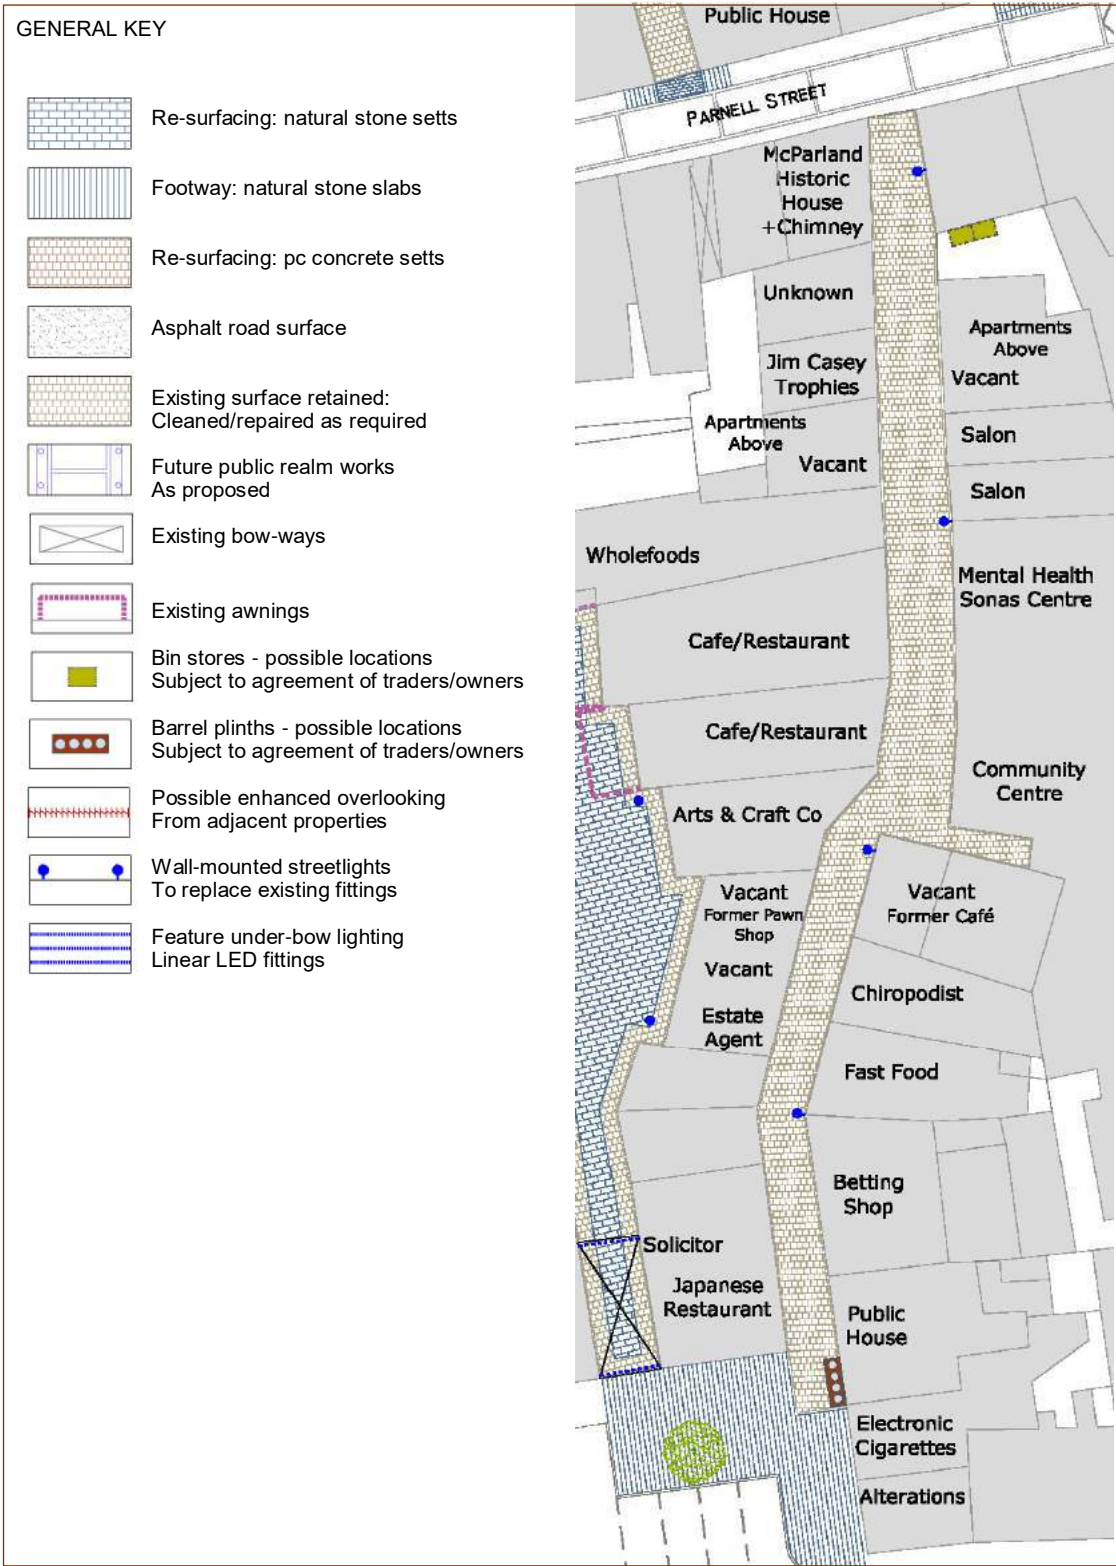 GENERAL KEY
Re-surfacing: natural stone setts
Footway: natural stone slabs
Re-surfacing: pc concrete setts
Asphalt road surface
Existing surface retained:
Cleaned/repaired as required
Future public realm works
As proposed
Existing bow-ways
Existing awnings
Bin stores - possible locations
Subject to agreement of traders/owners
Barrel plinths - possible locations
Subject to agreement of traders/owners
Possible enhanced overlooking
From adjacent properties
Wall-mounted streetlights
To replace existing fittings
Feature under-bow lighting
Linear LED fittings
Public House
PARNELL STREET
McParland
Historic
House
+Chimney
Unknown
Apartments
Above
Jim Casey
Trophies
Vacant
Apartments
Above
Vacant
Salon
Salon
Wholefoods
Mental Health
Sonas Centre
Cafe/Restaurant
Cafe/Restaurant
Community
Centre
Arts & Craft Co
Vacant
Former Pawn
Shop
Vacant
Former Café
Vacant
Chiropodist
Estate
Agent
Fast Food
Betting
Shop
Solicitor
Japanese
Restaurant
Public
House
Electronic
Cigarettes
Alterations